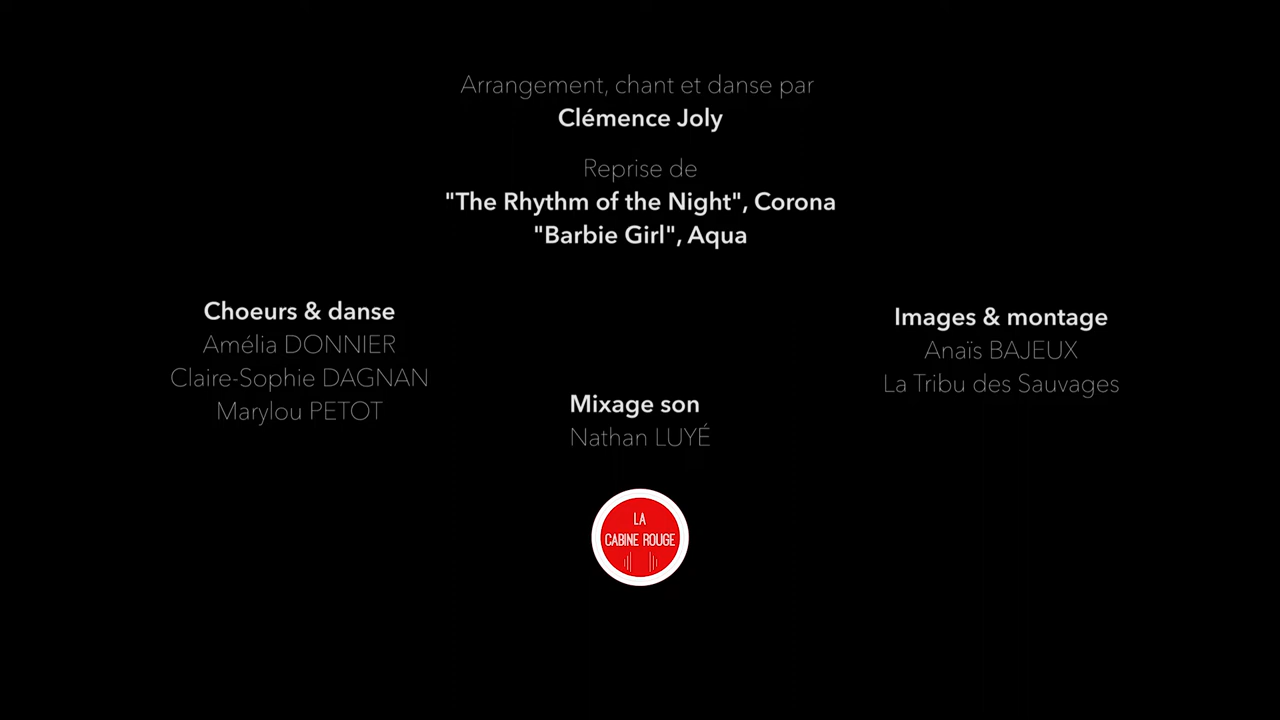 Arrangement, chant et danse par
Clémence Joly
Reprise de
"The Rhythm of the Night", Corona
"Barbie Girl", Aqua
Choeurs & danse
Amélia DONNIER
Claire-Sophie DAGNAN
Marylou PETOT
Mixage son
Nathan LUYÉ
Images & montage
Anaïs BAJEUX
La Tribu des Sauvages
LA
CABINE ROUGE